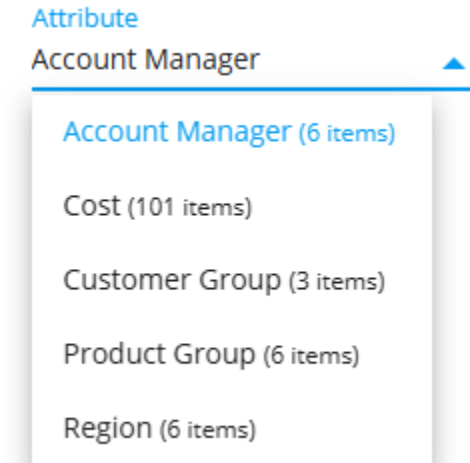 Attribute
Account Manager
Account Manager (6 items)
Cost (101 items)
Customer Group (3 items)
Product Group (6 items)
Region (6 items)